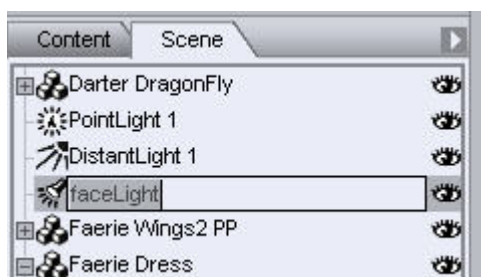 Content Scene
Darter DragonFly
PointLight 1
DistantLight 1
faceLight
Faerie Wings2 PP
Faerie Dress